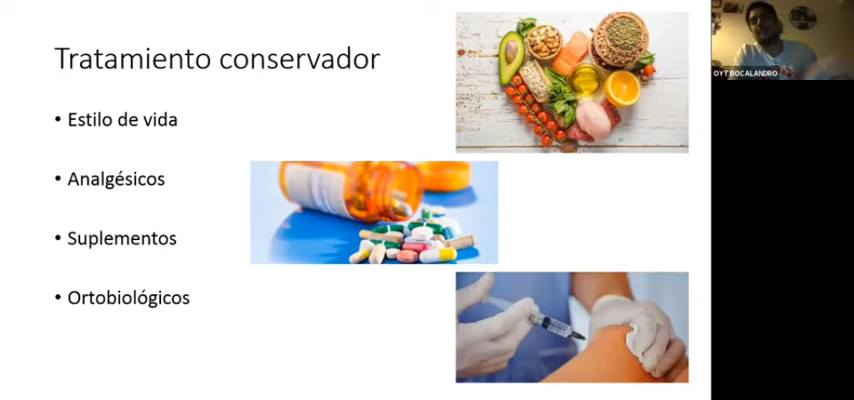 Tratamiento conservador
• Estilo de vida
• Analgésicos
• Suplementos
• Ortobiológicos
OYT BOCALANDRO